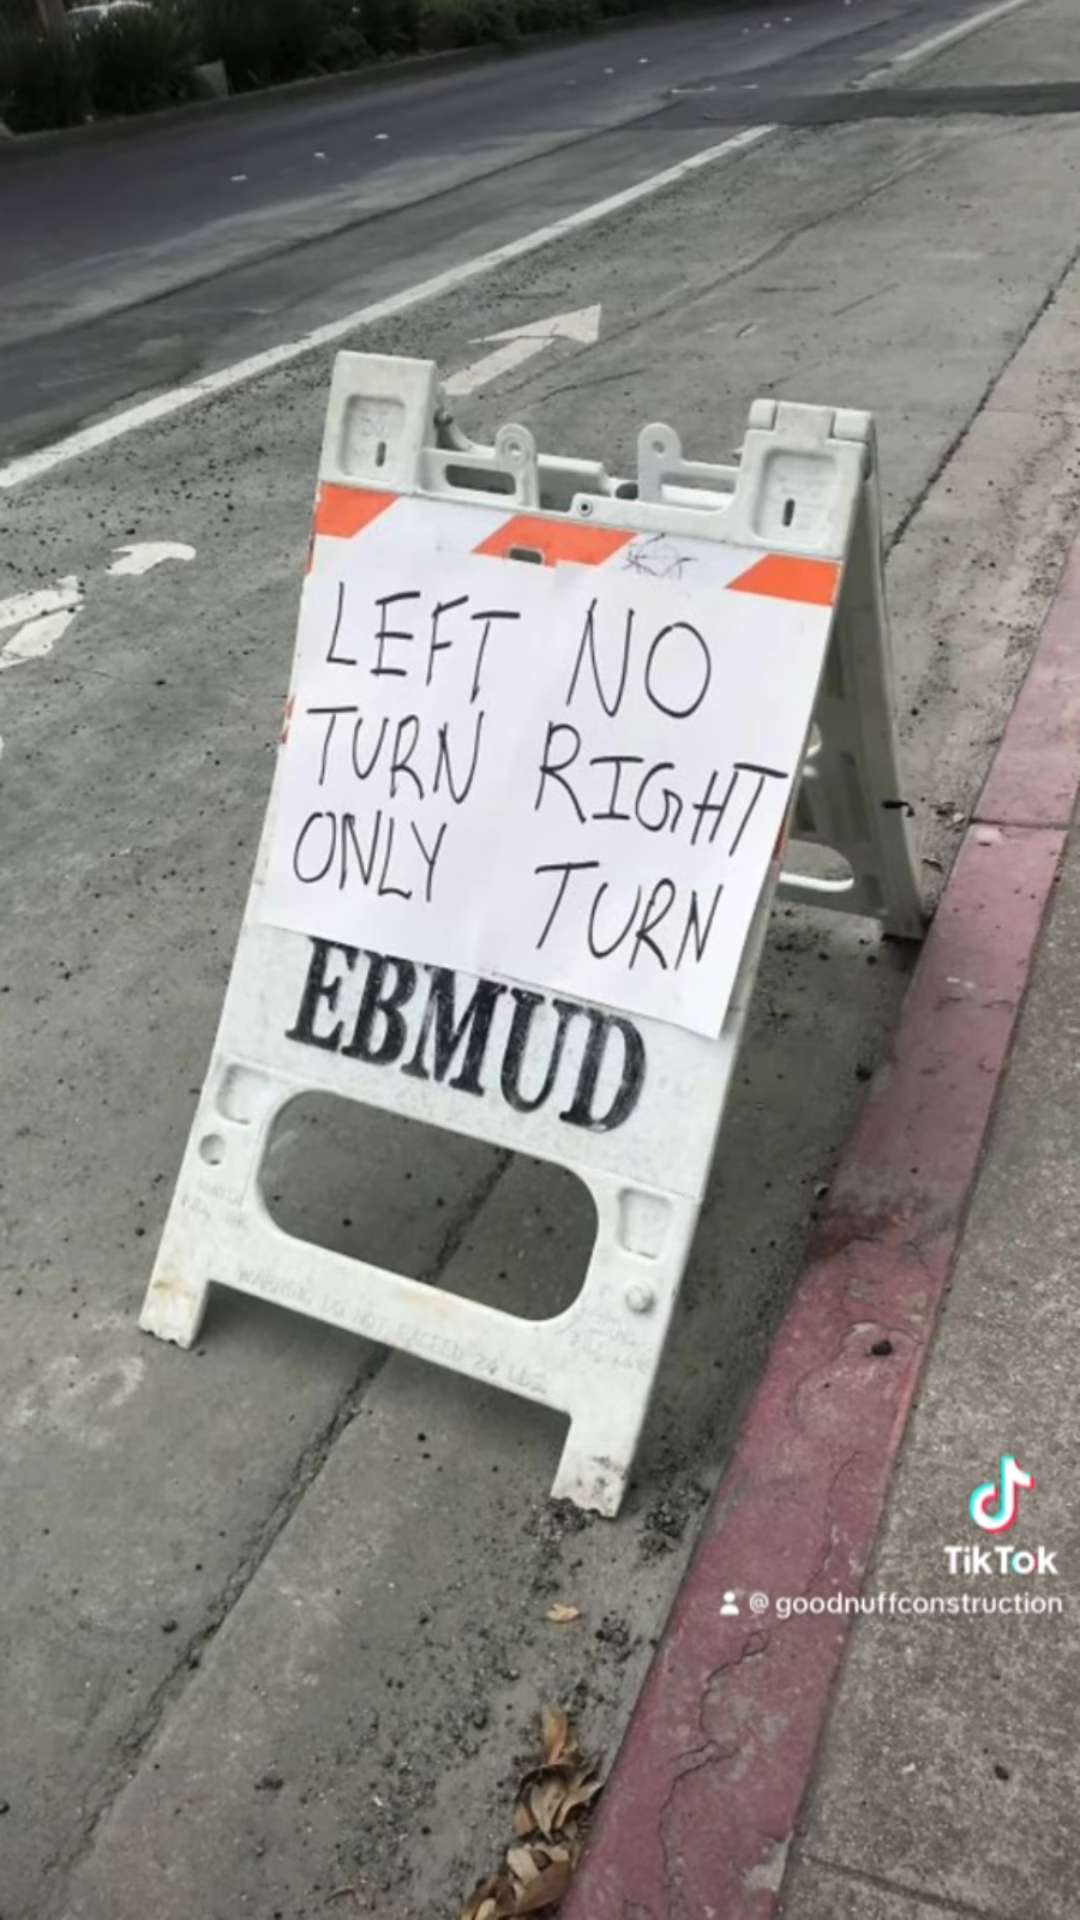 LEFT
TURN
ONLY
NO
RIGHT
TURN
EBMUD
TikTok
@ goodnuffconstruction